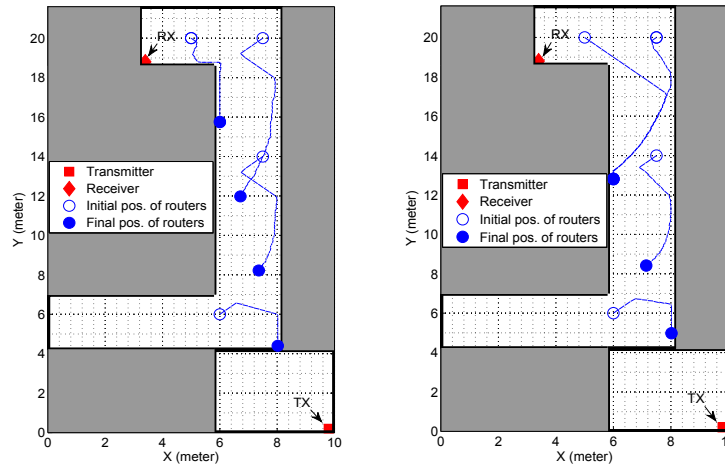 20
18
16
14
12
10
8
6
4
2
0
Y (meter)
RX
Transmitter
Receiver
Initial pos. of routers
Final pos. of routers
TX
0 2 4 6 8 10
X (meter)
20
18
16
14
12
10
8
6
4
2
0
Y (meter)
RX
Transmitter
Receiver
Initial pos. of routers
Final pos. of routers
TX
0 2 4 6 8
X (meter)